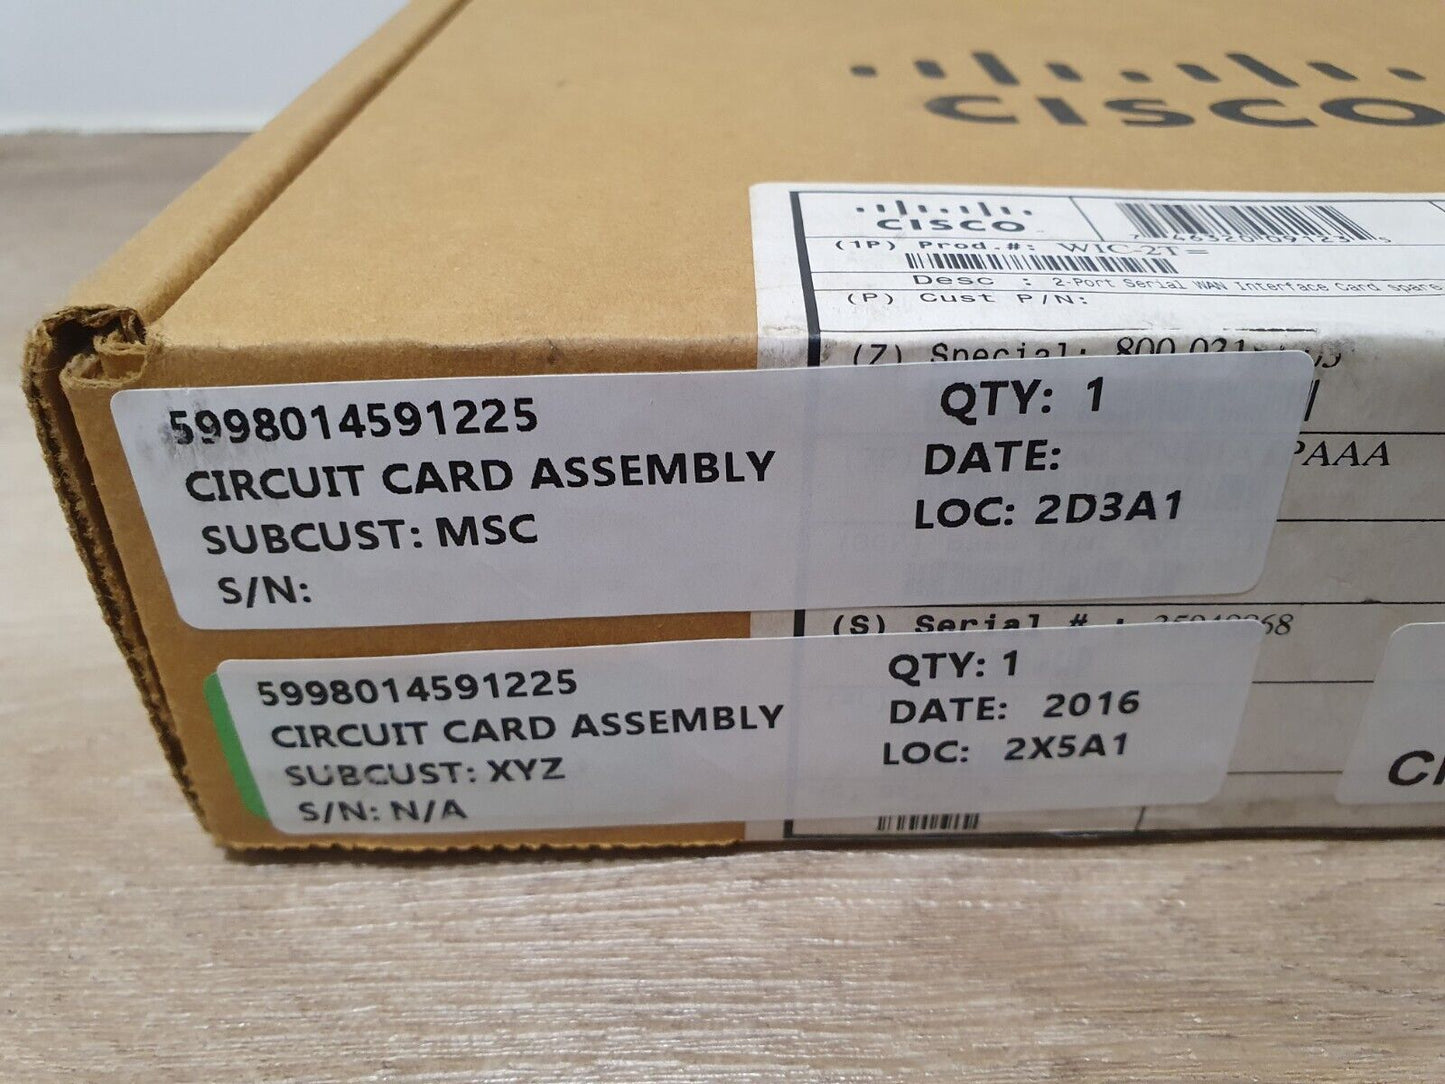 CISCO
CISCO
(1P) Prod.#: WIC-2T=
Desc : 2-Port Serial WAN Interface Card spare
(P) Cust P/N:
(Z) Special: 800
5998014591225
CIRCUIT CARD ASSEMBLY
SUBCUST: MSC
S/N:
QTY: 1
DATE:
LOC: 2D3A1
PAAA
(S) Serial # :
5998014591225
CIRCUIT CARD ASSEMBLY
SUBCUST: XYZ
S/N: N/A
QTY: 1
DATE: 2016
LOC: 2X5A1